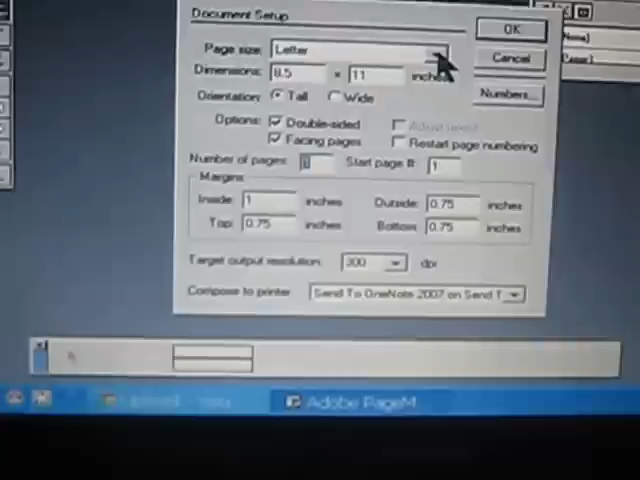 Document Setup
OK
Page size: Letter
Cancel
Dimensions: 8.5 x 11 inches
Numbers...
Orientation: Tall Wide
Options: Double-sided
Facing pages Restart page numbering
Number of pages: 1 Start page #: 1
Margins
Inside: 1 inches Outside: 0.75 inches
Top: 0.75 inches Bottom: 0.75 inches
Target output resolution: 300 dpi
Compose to printer: Send To OneNote 2007 on Send T
Adobe PageM